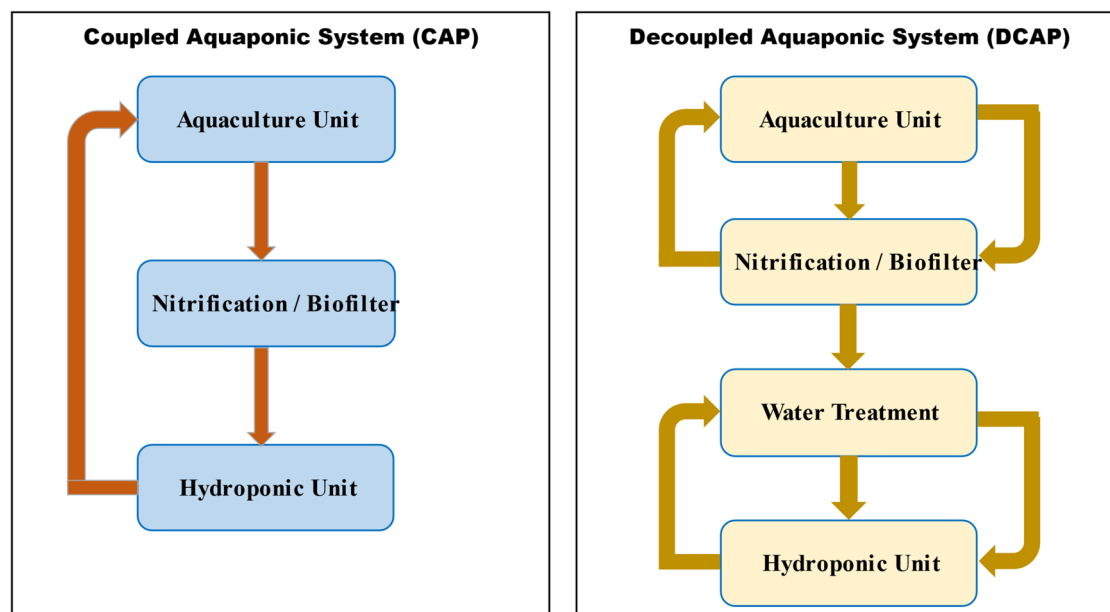 Coupled Aquaponic System (CAP)
Aquaculture Unit
Nitrification / Biofilter
Hydroponic Unit
Decoupled Aquaponic System (DCAP)
Aquaculture Unit
Nitrification / Biofilter
Water Treatment
Hydroponic Unit